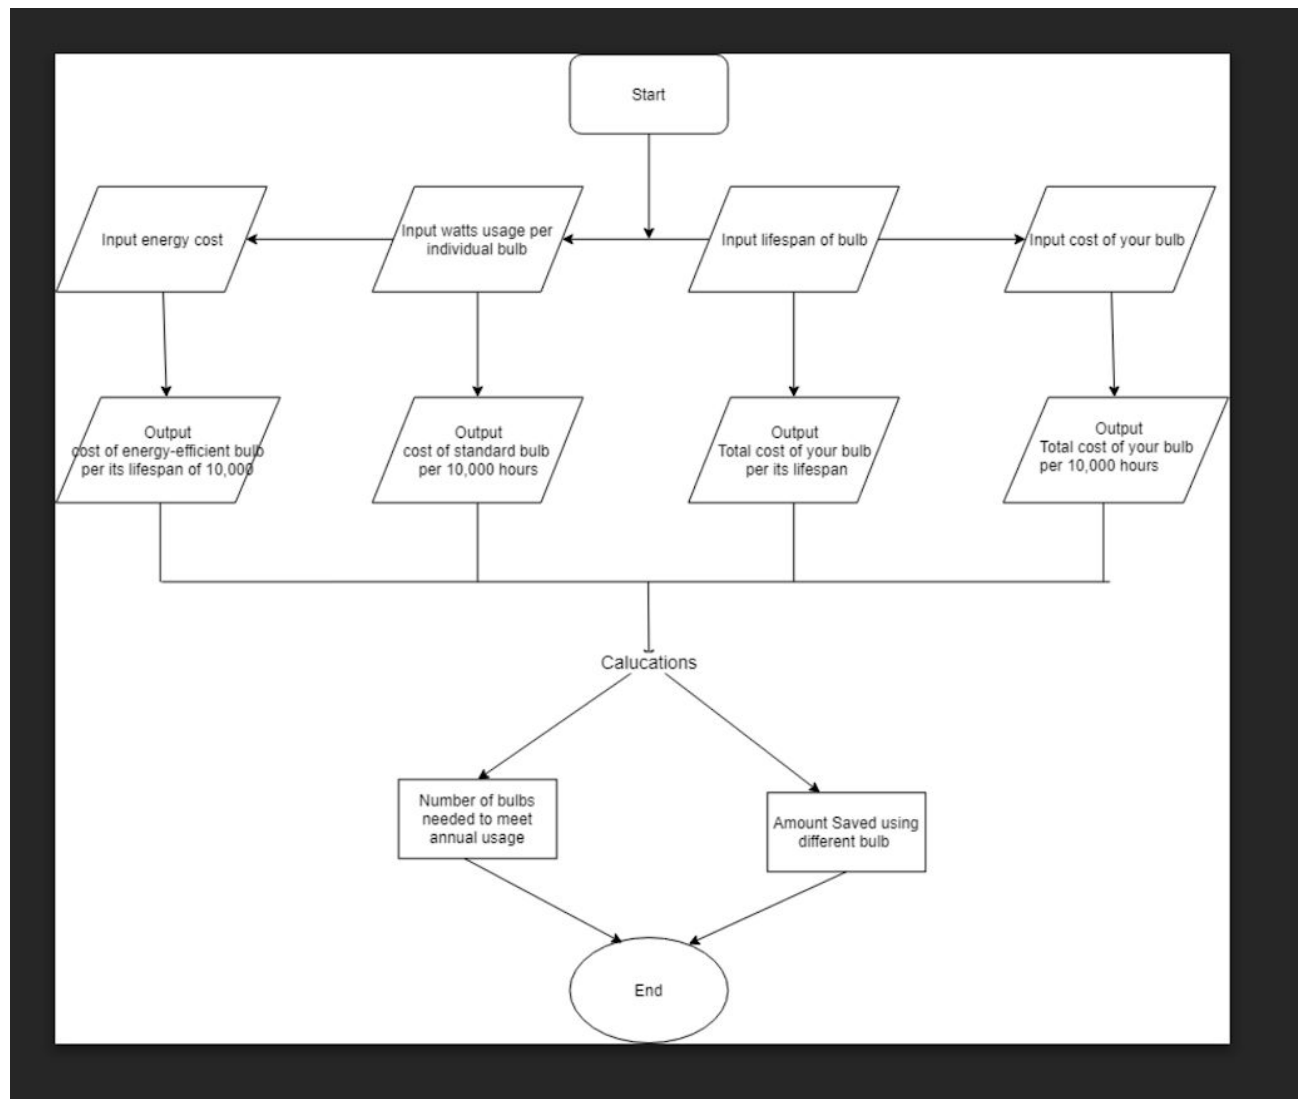 Start
Input energy cost
Input watts usage per
individual bulb
Input lifespan of bulb
Input cost of your bulb
Output
cost of energy-efficient bulb
per its lifespan of 10,000
Output
cost of standard bulb
per 10,000 hours
Output
Total cost of your bulb
per its lifespan
Output
Total cost of your bulb
per 10,000 hours
Calucations
Number of bulbs
needed to meet
annual usage
Amount Saved using
different bulb
End